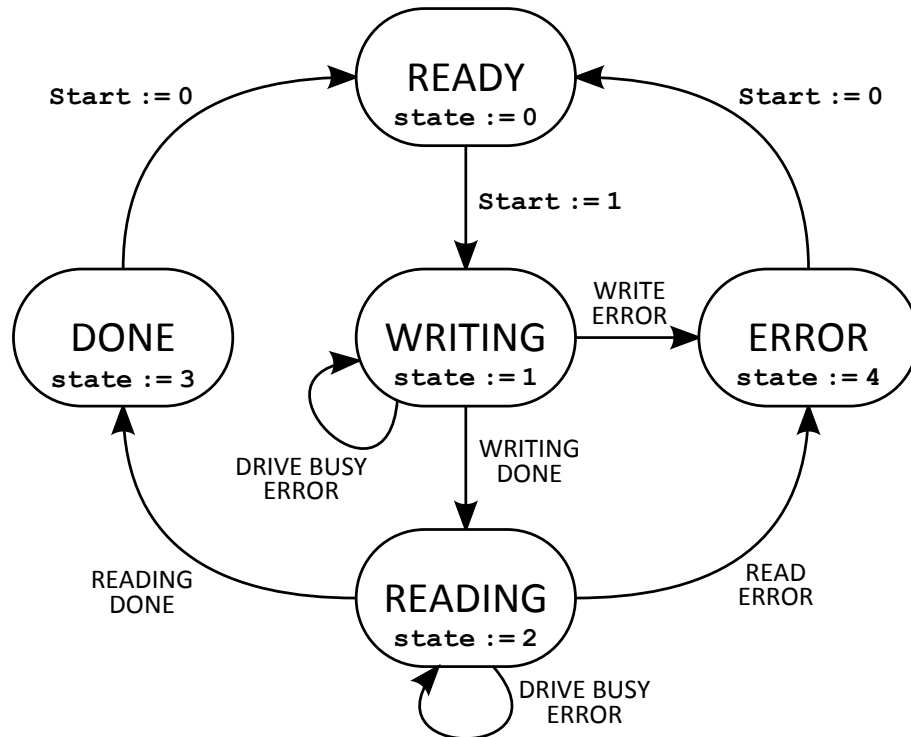 READY
state := 0
Start := 0
Start := 0
Start := 1
DONE
state := 3
WRITING
state := 1
WRITE
ERROR
ERROR
state := 4
DRIVE BUSY
ERROR
WRITING
DONE
READING
DONE
READING
state := 2
READ
ERROR
DRIVE BUSY
ERROR